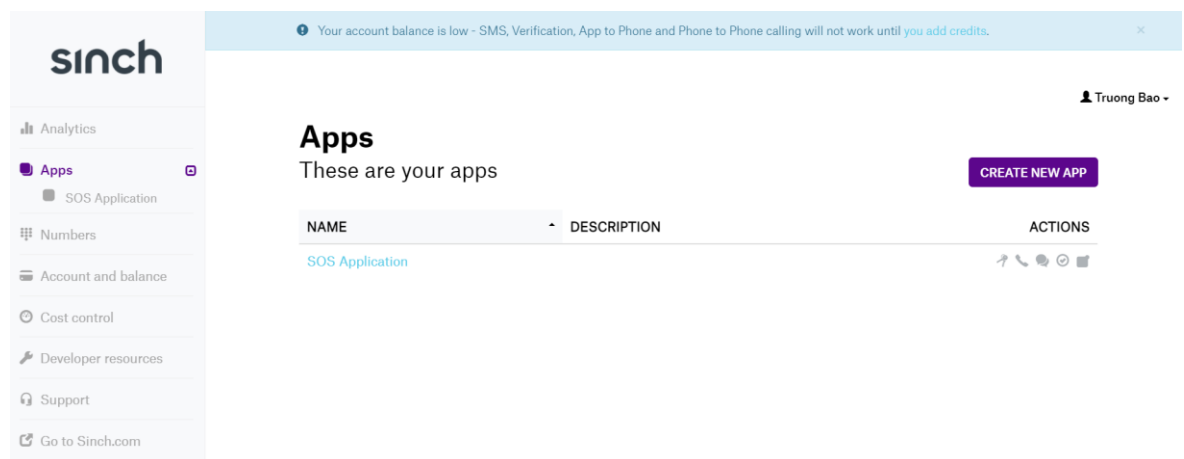 Your account balance is low - SMS, Verification, App to Phone and Phone to Phone calling will not work until you add credits. ×
sinch
Truong Bao
Analytics
Apps
SOS Application
Numbers
Account and balance
Cost control
Developer resources
Support
Go to Sinch.com
Apps
These are your apps
CREATE NEW APP
NAME DESCRIPTION ACTIONS
SOS Application